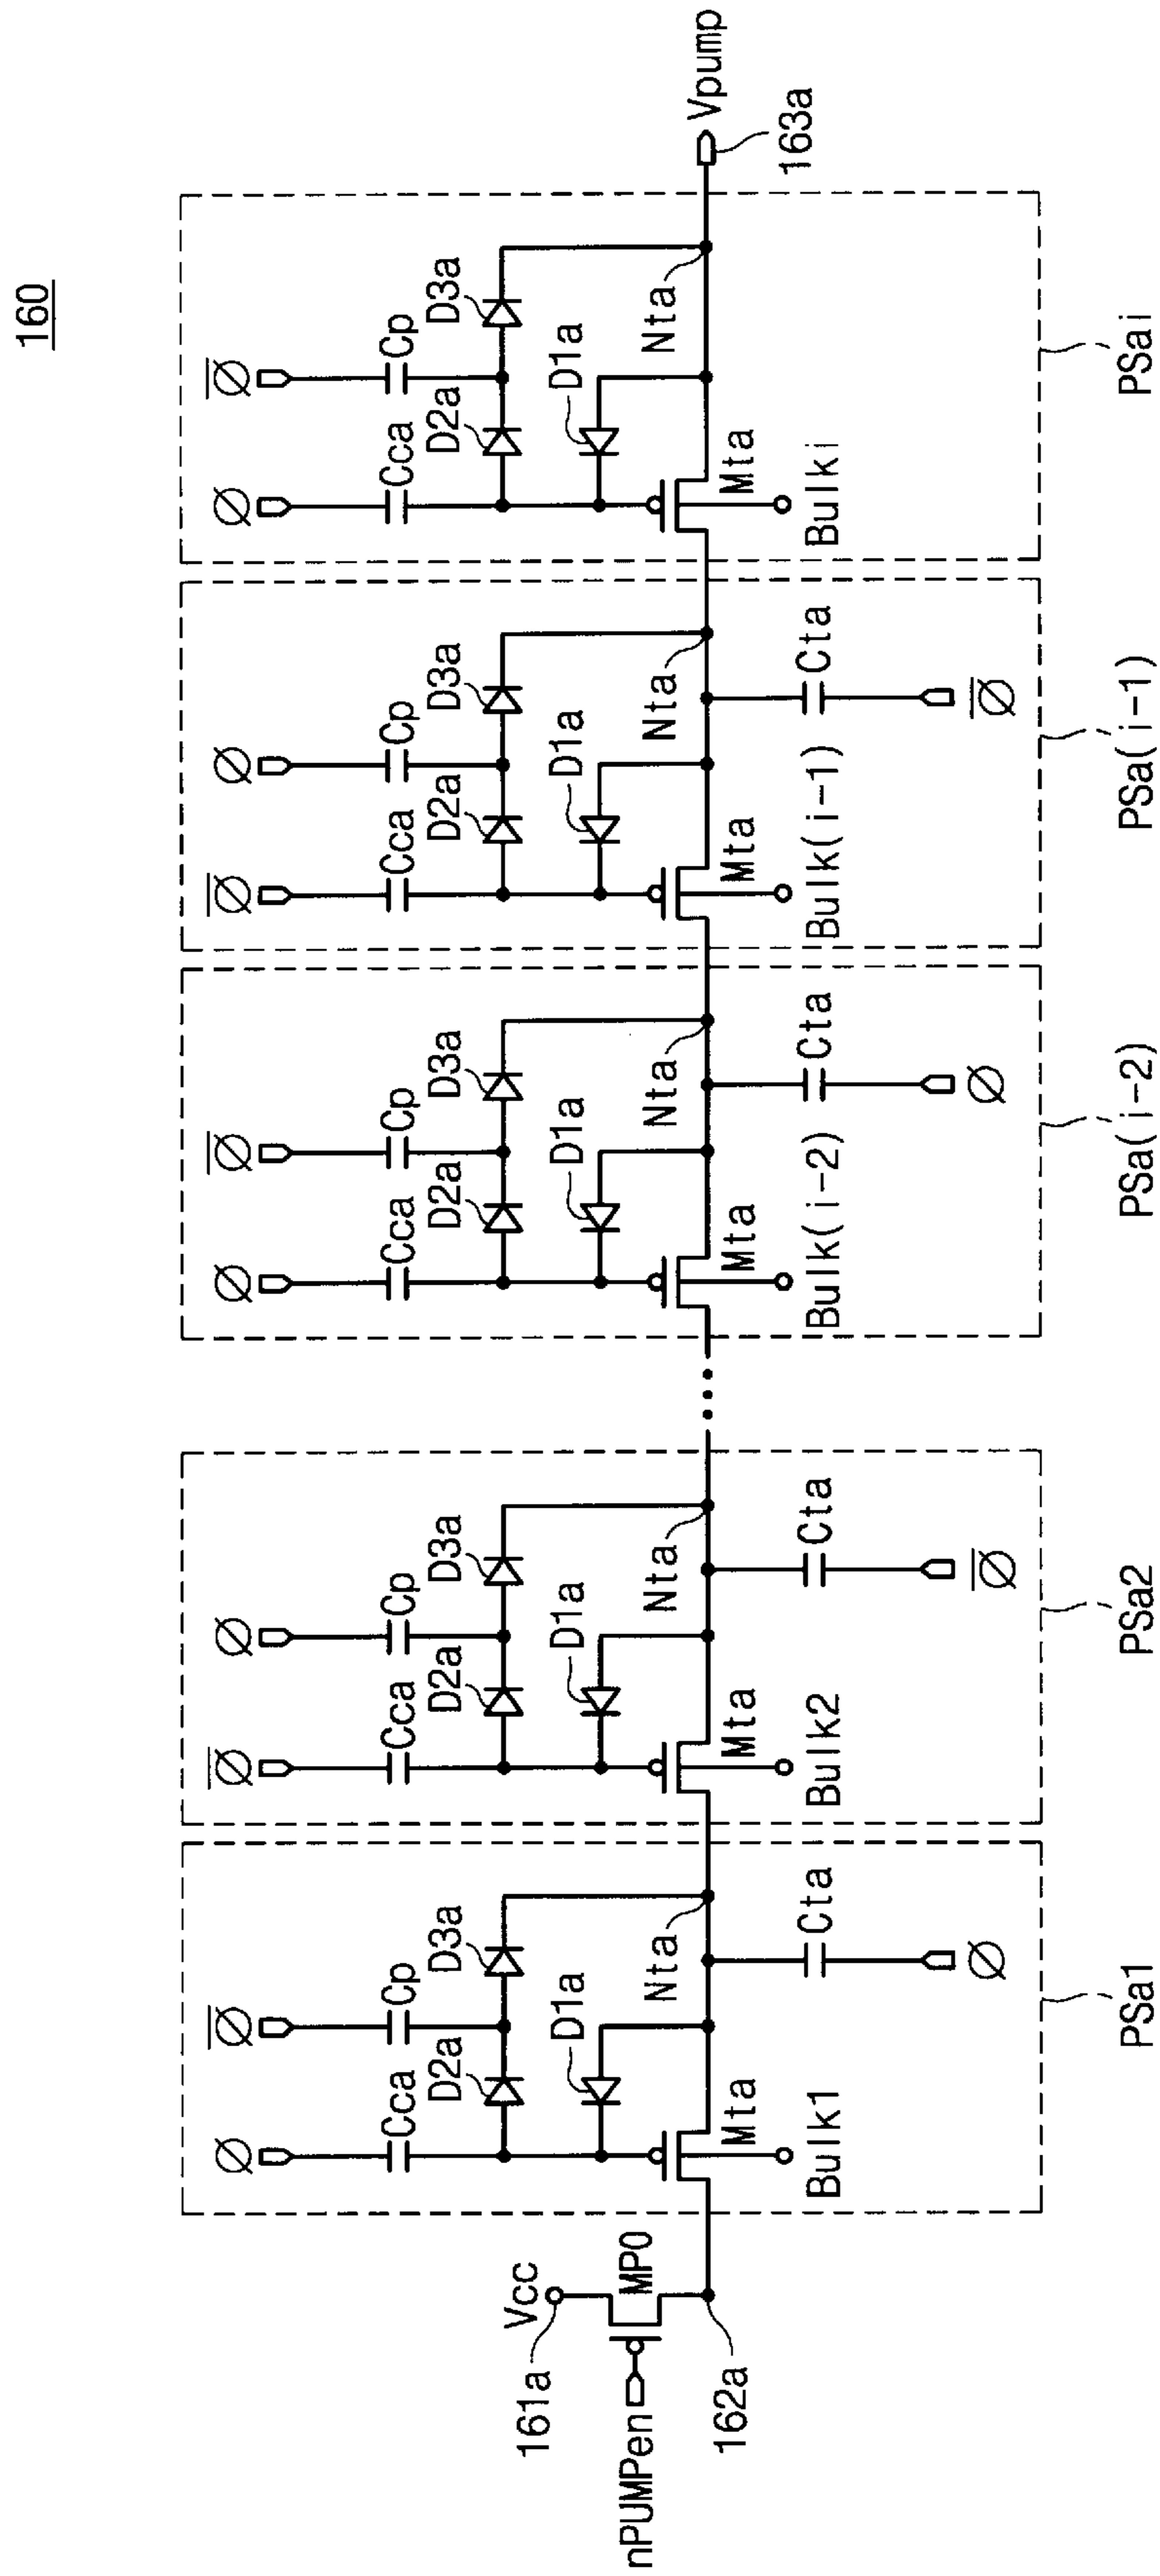 160
nPUMPen
161a
Vcc
MP0
162a
Ø
Ø̅
Cca
Cp
D2a
D3a
D1a
Nta
Mta
Bulk1
Cta
Ø
PSa1
Ø̅
Ø
Cca
Cp
D2a
D3a
D1a
Nta
Mta
Bulk2
Cta
Ø̅
PSa2
Ø
Ø̅
Cca
Cp
D2a
D3a
D1a
Nta
Mta
Bulk(i-2)
Cta
Ø
PSa(i-2)
Ø̅
Ø
Cca
Cp
D2a
D3a
D1a
Nta
Mta
Bulk(i-1)
Cta
Ø̅
PSa(i-1)
Ø
Ø̅
Cca
Cp
D2a
D3a
D1a
Nta
Mta
Bulki
PSai
Vpump
163a